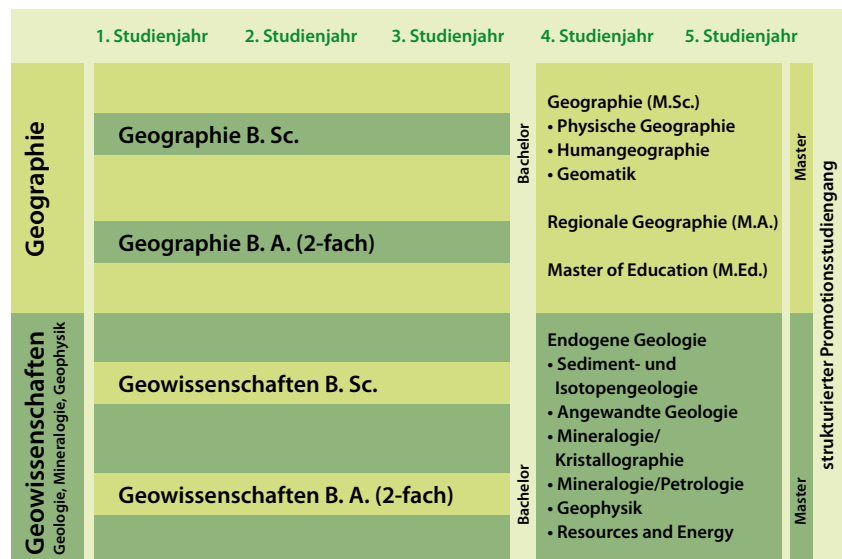 1. Studienjahr 2. Studienjahr 3. Studienjahr 4. Studienjahr 5. Studienjahr
Geographie
Geographie B. Sc.
Geographie B. A. (2-fach)
Bachelor
Geographie (M.Sc.)
• Physische Geographie
• Humangeographie
• Geomatik
Regionale Geographie (M.A.)
Master of Education (M.Ed.)
Master
Geowissenschaften
Geologie, Mineralogie, Geophysik
Geowissenschaften B. Sc.
Geowissenschaften B. A. (2-fach)
Bachelor
Endogene Geologie
• Sediment- und
Isotopengeologie
• Angewandte Geologie
• Mineralogie/
Kristallographie
• Mineralogie/Petrologie
• Geophysik
• Resources and Energy
Master
strukturierter Promotionsstudiengang